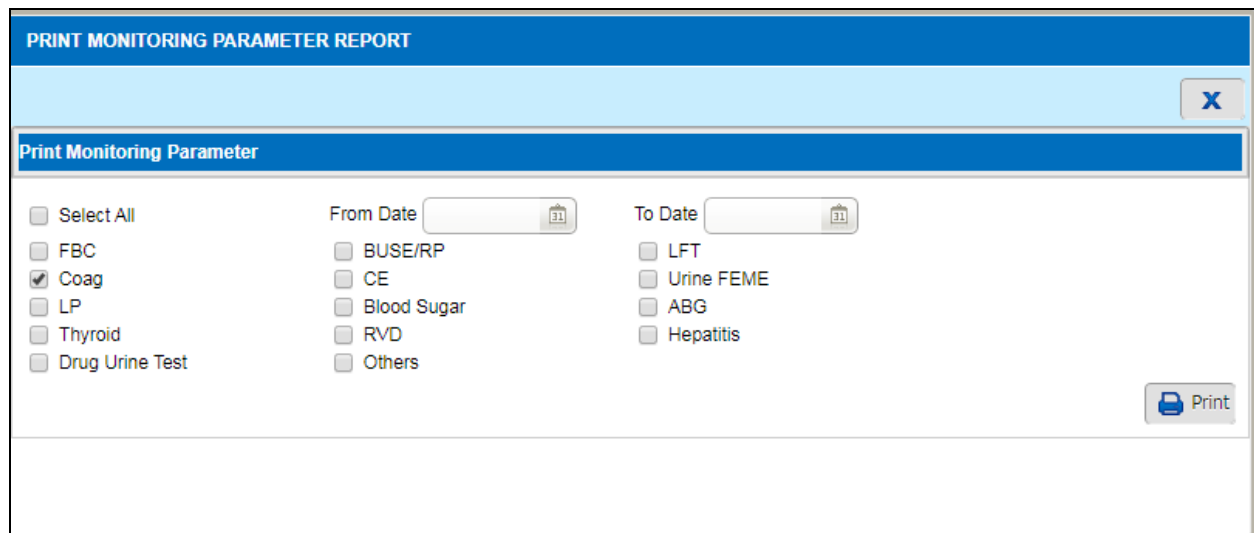 PRINT MONITORING PARAMETER REPORT
X
Print Monitoring Parameter
Select All From Date 31 To Date 31
FBC BUSE/RP LFT
Coag CE Urine FEME
LP Blood Sugar ABG
Thyroid RVD Hepatitis
Drug Urine Test Others
Print